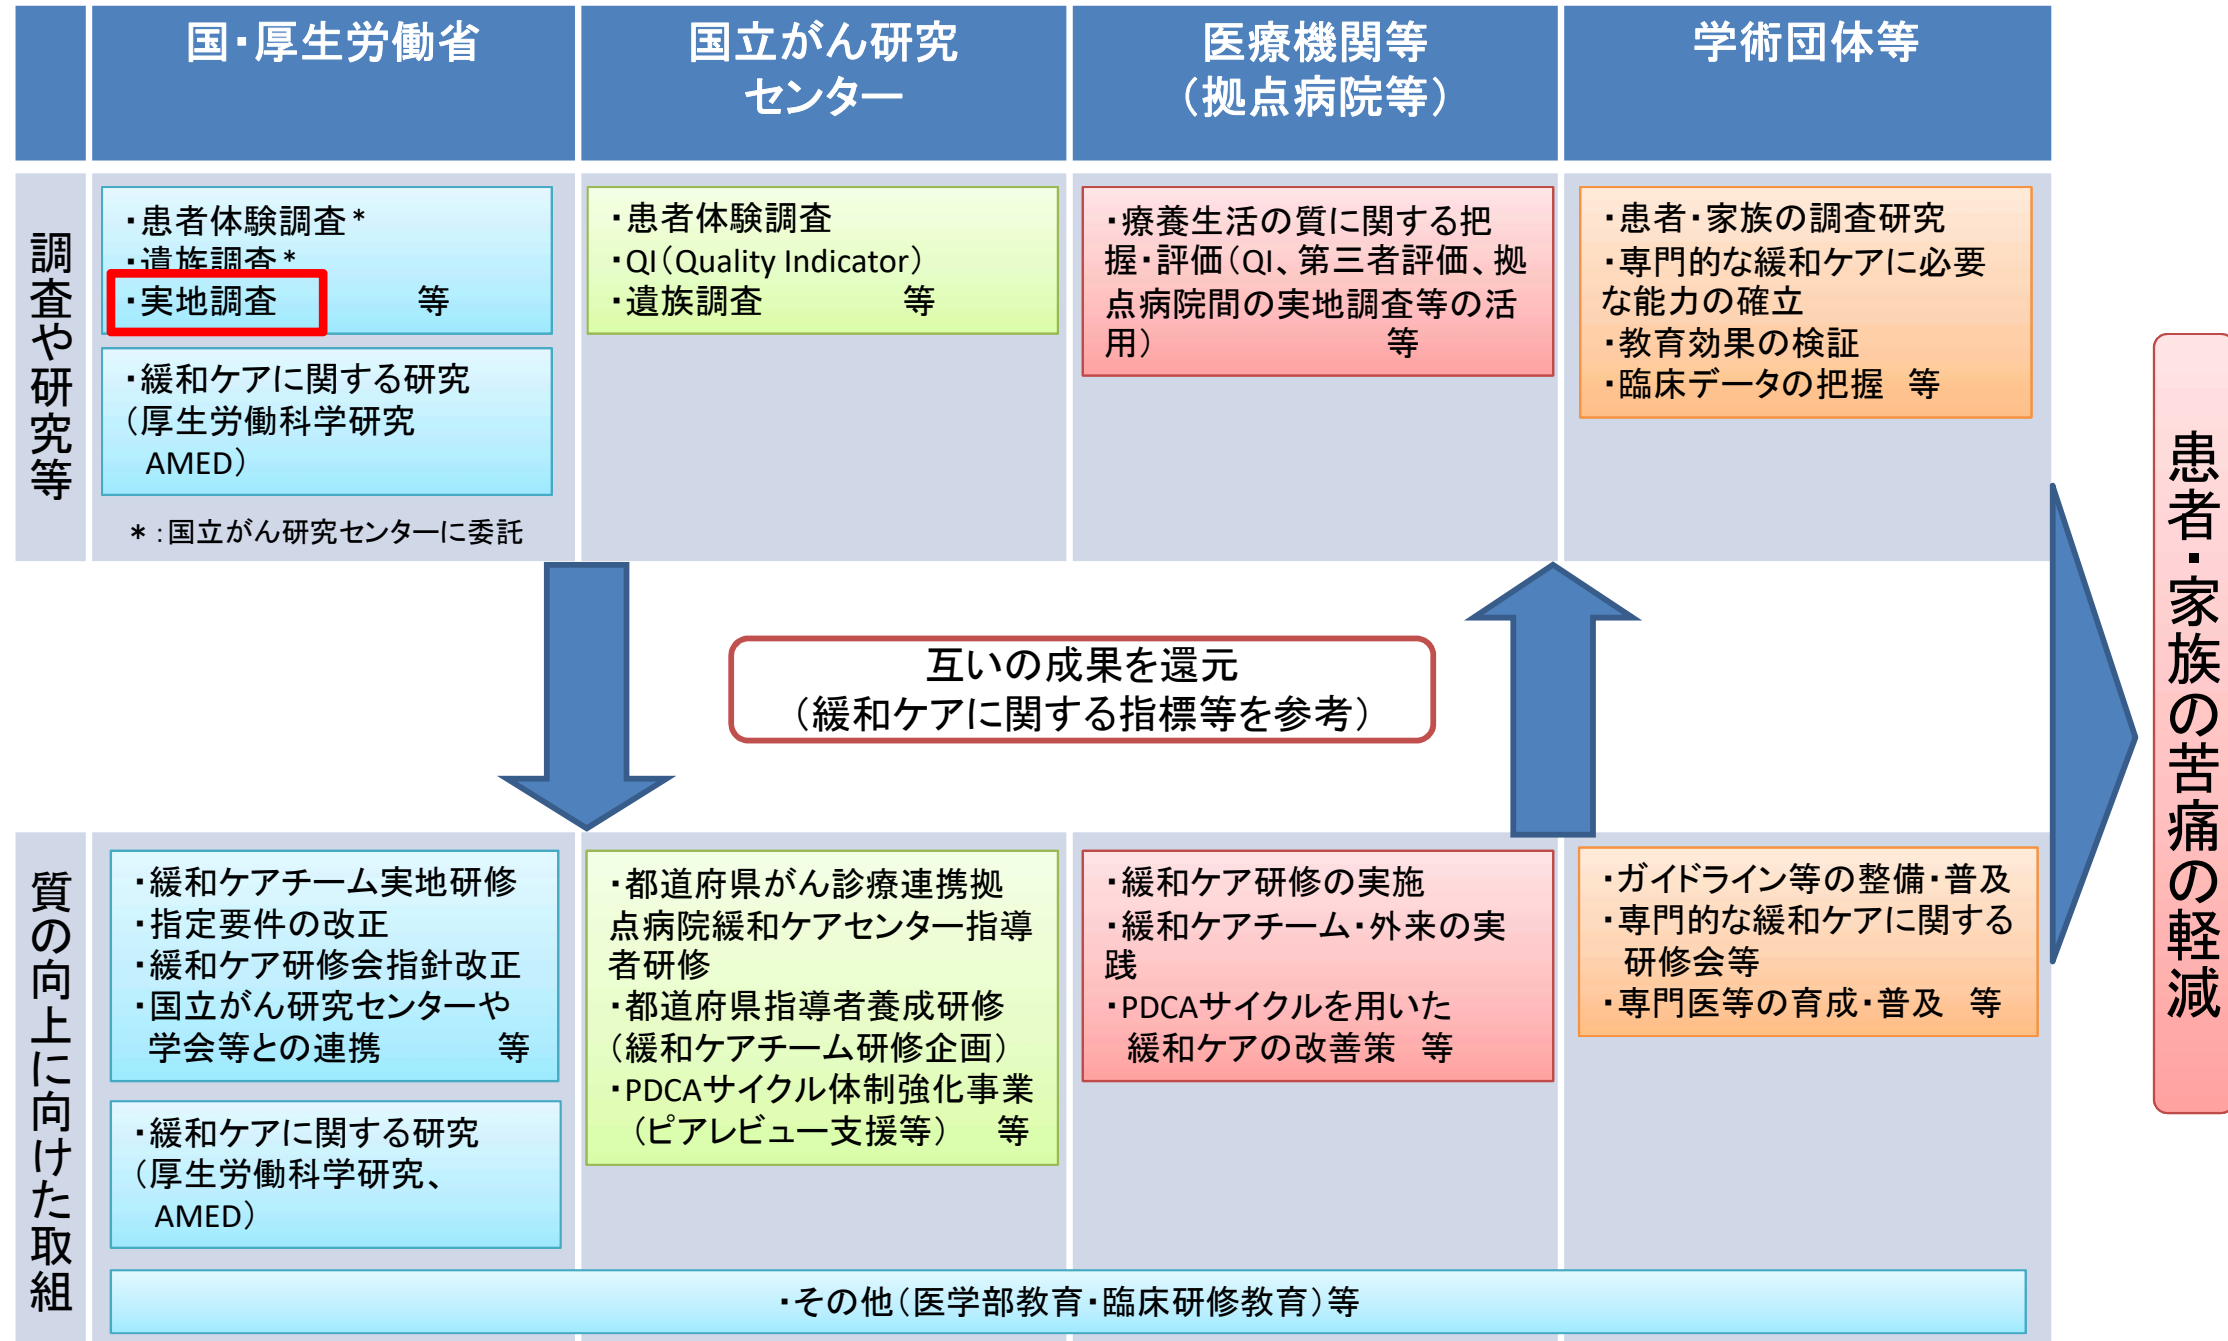 国・厚生労働省
国立がん研究
センター
医療機関等
（拠点病院等）
学術団体等
調査や研究等
・患者体験調査*
・遺族調査*
・実地調査　等
・緩和ケアに関する研究
（厚生労働科学研究
AMED）
*：国立がん研究センターに委託
・患者体験調査
・QI（Quality Indicator）
・遺族調査　等
・療養生活の質に関する把
握・評価（QI、第三者評価、拠
点病院間の実地調査等の活
用）　等
・患者・家族の調査研究
・専門的な緩和ケアに必要
な能力の確立
・教育効果の検証
・臨床データの把握　等
互いの成果を還元
（緩和ケアに関する指標等を参考）
質の向上に向けた取組
・緩和ケアチーム実地研修
・指定要件の改正
・緩和ケア研修会指針改正
・国立がん研究センターや
学会等との連携　等
・緩和ケアに関する研究
（厚生労働科学研究、
AMED）
・都道府県がん診療連携拠
点病院緩和ケアセンター指導
者研修
・都道府県指導者養成研修
（緩和ケアチーム研修企画）
・PDCAサイクル体制強化事業
（ピアレビュー支援等）　等
・緩和ケア研修の実施
・緩和ケアチーム・外来の実
践
・PDCAサイクルを用いた
緩和ケアの改善策　等
・ガイドライン等の整備・普及
・専門的な緩和ケアに関する
研修会等
・専門医等の育成・普及　等
・その他（医学部教育・臨床研修教育）等
患者・家族の苦痛の軽減